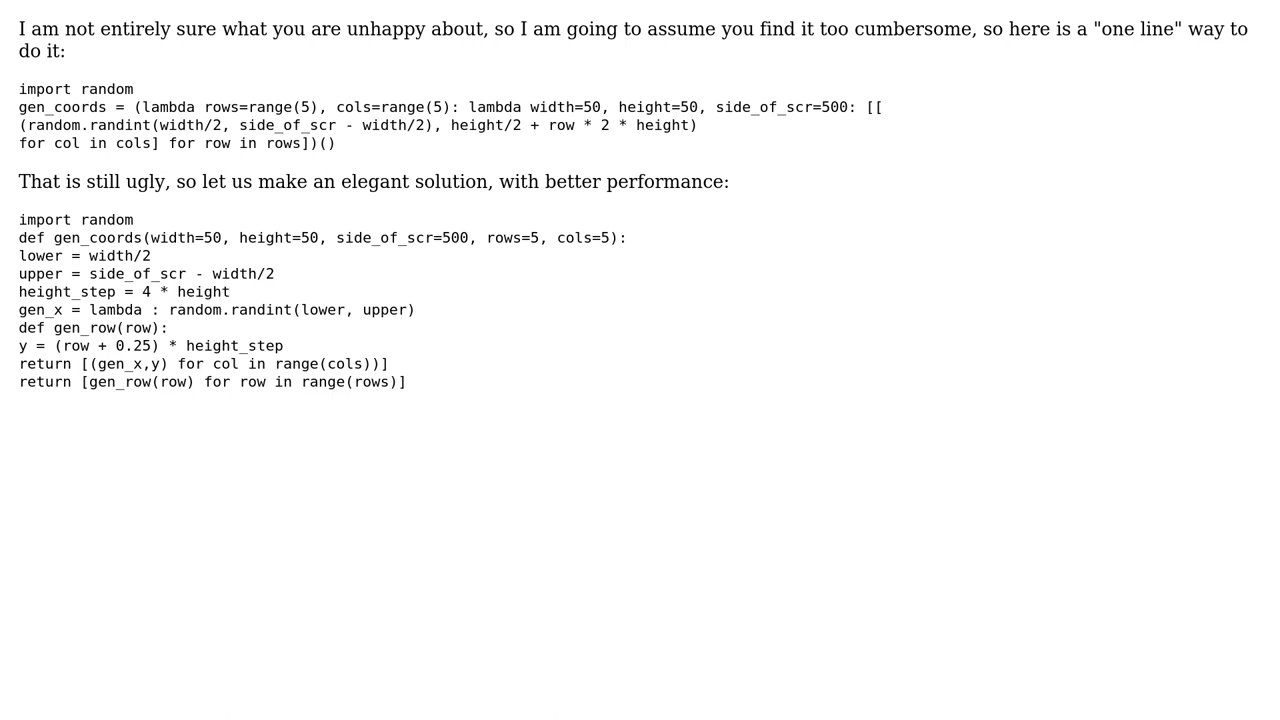 I am not entirely sure what you are unhappy about, so I am going to assume you find it too cumbersome, so here is a "one line" way to
do it:
import random
gen_coords = (lambda rows=range(5), cols=range(5): lambda width=50, height=50, side_of_scr=500: [[
(random.randint(width/2, side_of_scr - width/2), height/2 + row * 2 * height)
for col in cols] for row in rows])()
That is still ugly, so let us make an elegant solution, with better performance:
import random
def gen_coords(width=50, height=50, side_of_scr=500, rows=5, cols=5):
lower = width/2
upper = side_of_scr - width/2
height_step = 4 * height
gen_x = lambda : random.randint(lower, upper)
def gen_row(row):
y = (row + 0.25) * height_step
return [(gen_x,y) for col in range(cols))]
return [gen_row(row) for row in range(rows)]